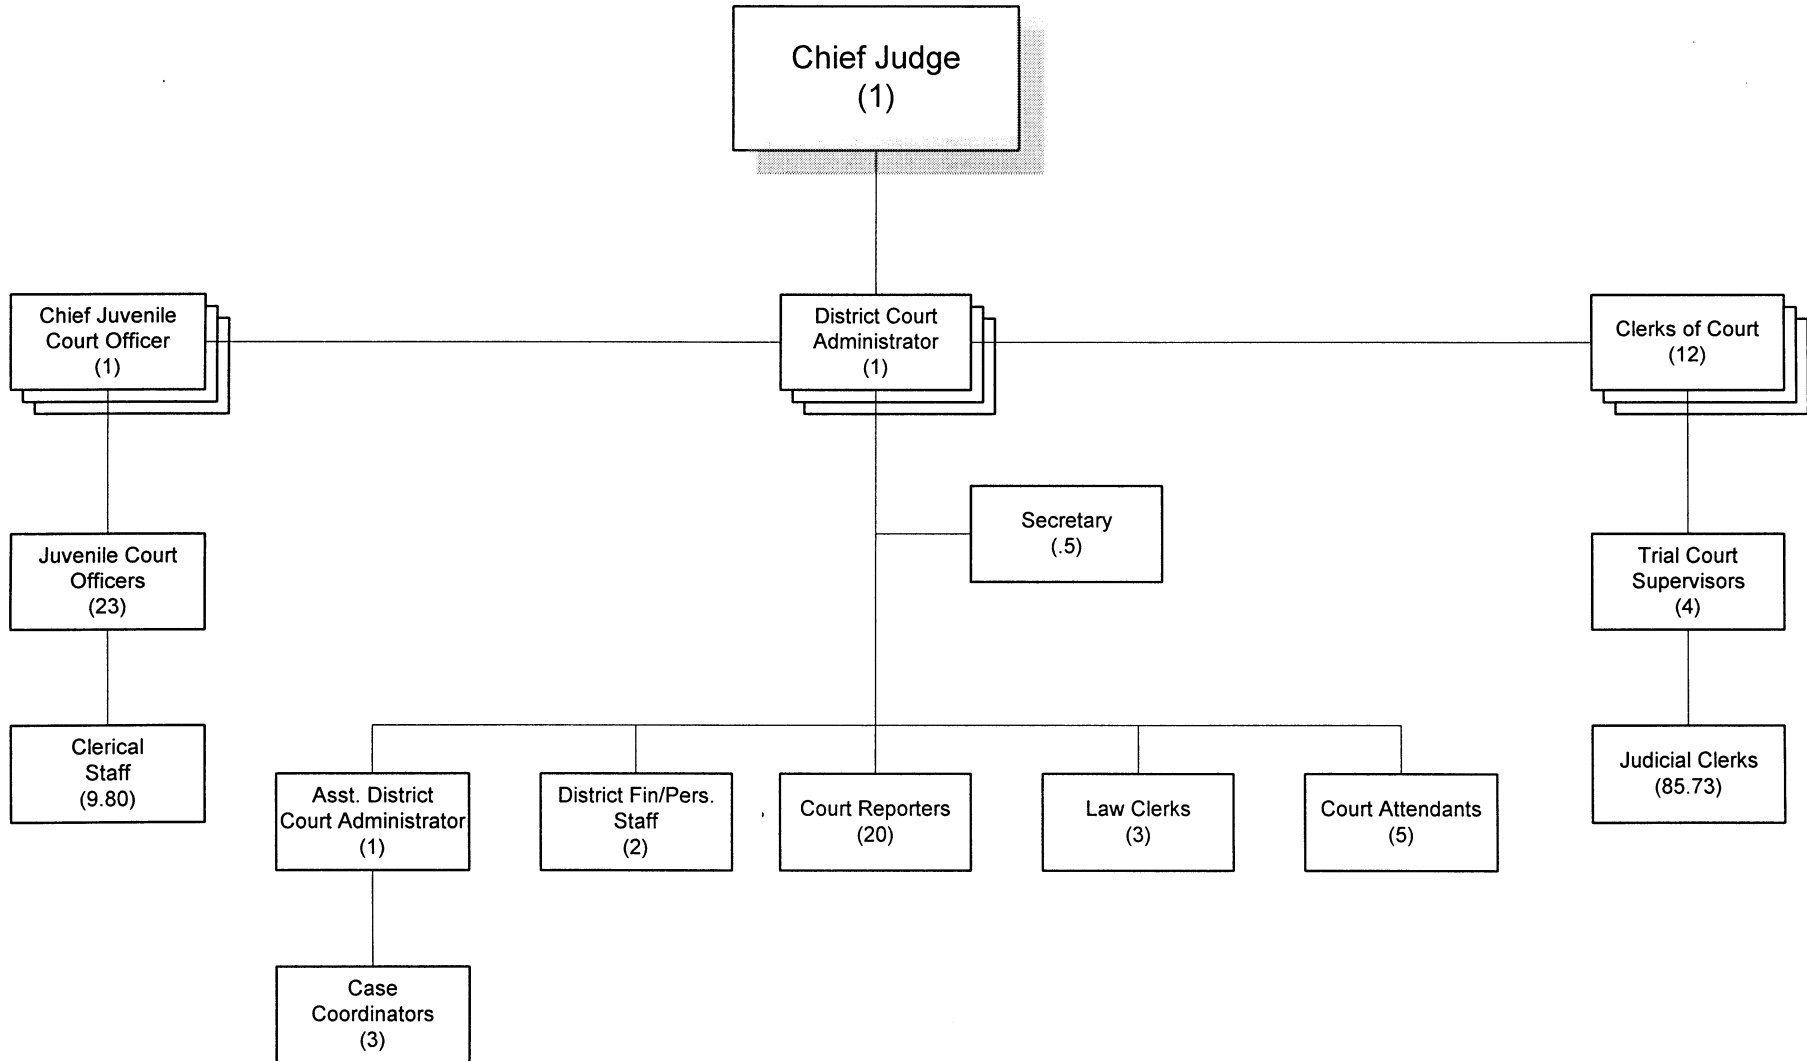 Chief Judge
(1)
Chief Juvenile
Court Officer
(1)
District Court
Administrator
(1)
Clerks of Court
(12)
Secretary
(.5)
Juvenile Court
Officers
(23)
Trial Court
Supervisors
(4)
Clerical
Staff
(9.80)
Judicial Clerks
(85.73)
Asst. District
Court Administrator
(1)
District Fin/Pers.
Staff
(2)
Court Reporters
(20)
Law Clerks
(3)
Court Attendants
(5)
Case
Coordinators
(3)